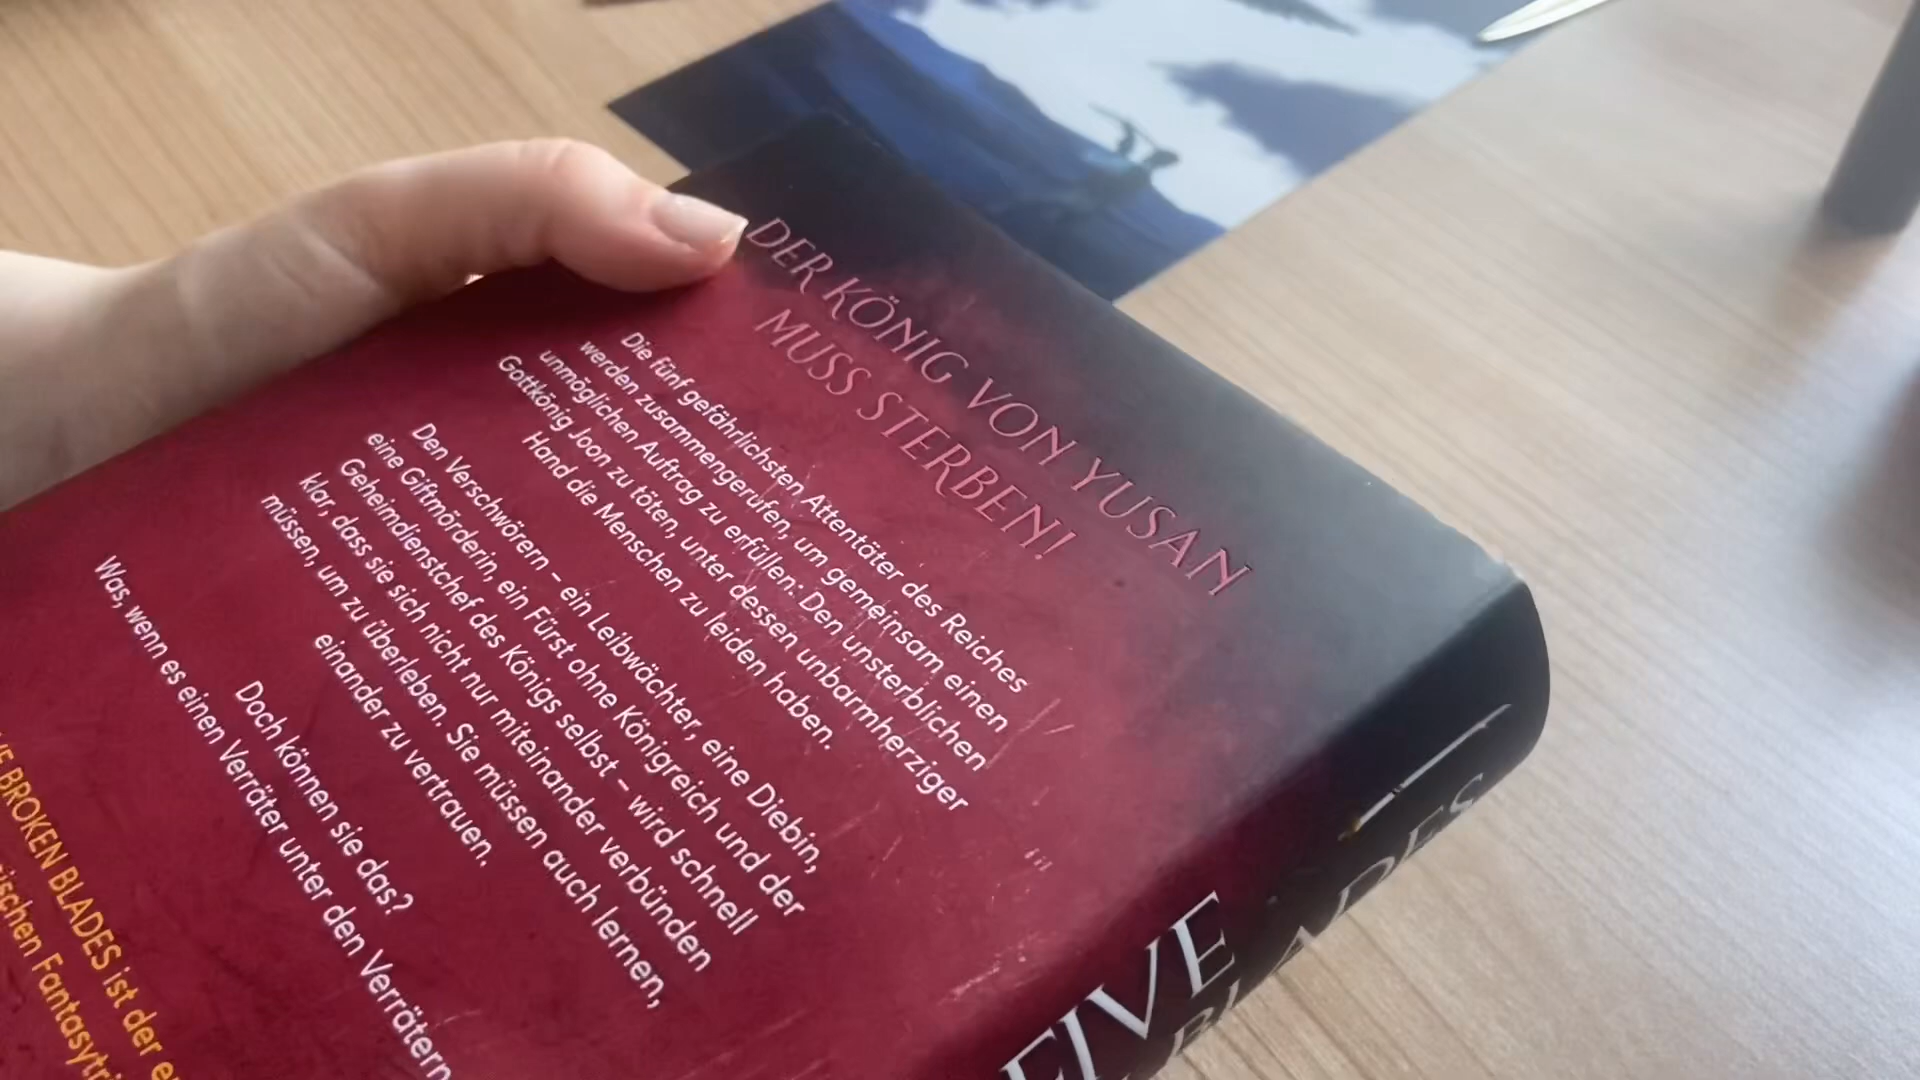 DER KÖNIG VON YUSAN
MUSS STERBEN!
Die fünf gefährlichsten Attentäter des Reiches
werden zusammengerufen, um gemeinsam einen
unmöglichen Auftrag zu erfüllen: Den unsterblichen
Gottkönig Joon zu töten, unter dessen unbarmherziger
Hand die Menschen zu leiden haben.
Den Verschwörern – ein Leibwächter, eine Diebin,
eine Giftmörderin, ein Fürst ohne Königreich und der
Geheimdienstchef des Königs selbst – wird schnell
klar, dass sie sich nicht nur miteinander verbünden
müssen, um zu überleben. Sie müssen auch lernen,
einander zu vertrauen.
Doch können sie das?
Was, wenn es einen Verräter unter den Verrätern
BROKEN BLADES ist der
FIVE